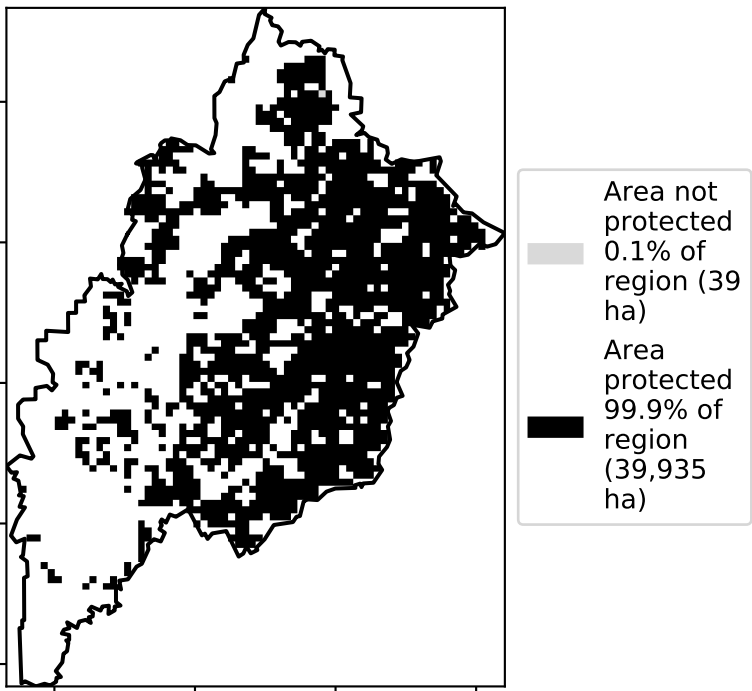 Area not
protected
0.1% of
region (39
ha)
Area
protected
99.9% of
region
(39,935
ha)